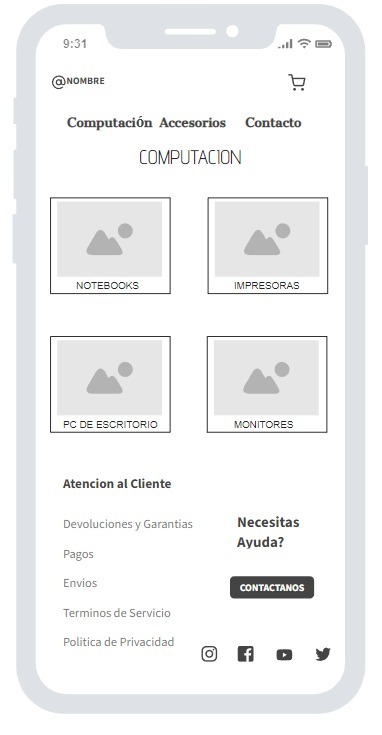 9:31
@NOMBRE
Computación Accesorios Contacto
COMPUTACION
NOTEBOOKS IMPRESORAS
PC DE ESCRITORIO MONITORES
Atencion al Cliente
Devoluciones y Garantias
Pagos
Envios
Terminos de Servicio
Politica de Privacidad
Necesitas
Ayuda?
CONTACTANOS